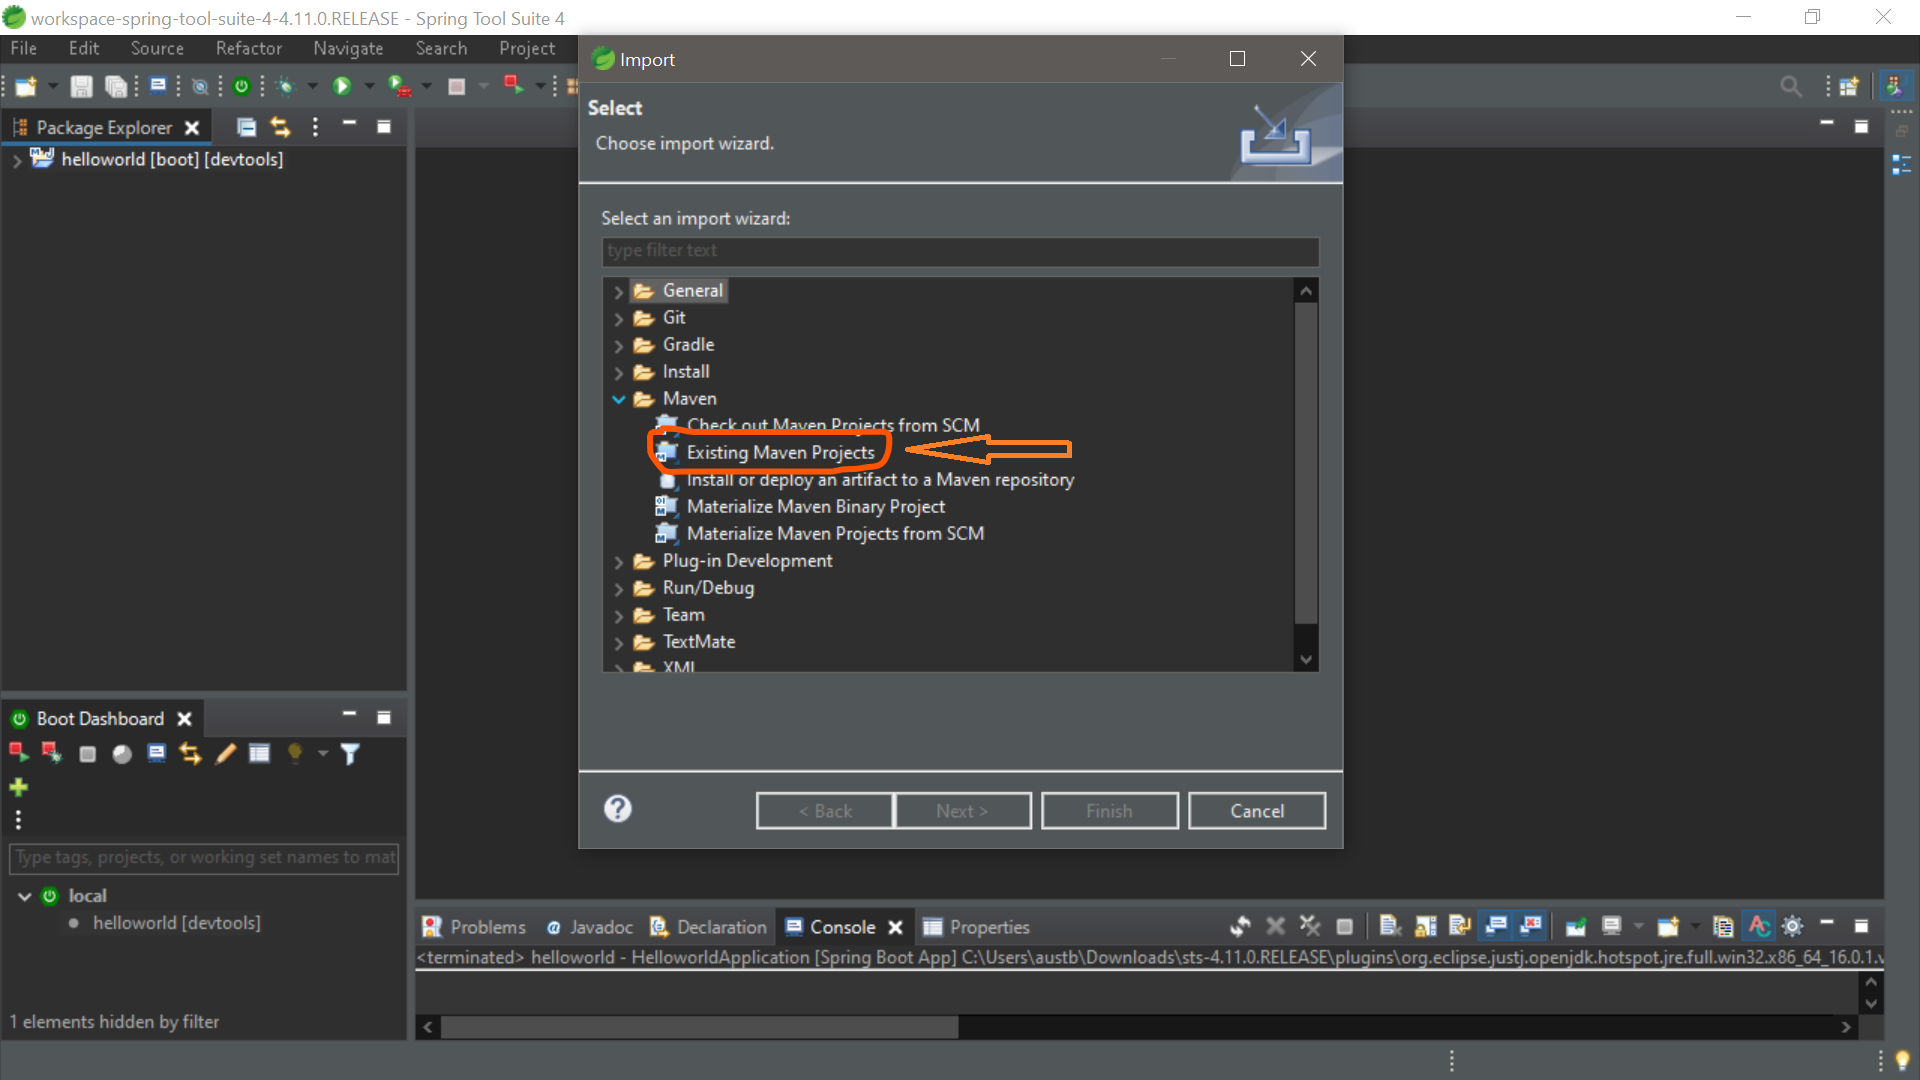 workspace-spring-tool-suite-4-4.11.0.RELEASE - Spring Tool Suite 4
File Edit Source Refactor Navigate Search Project
Import
Select
Choose import wizard.
Package Explorer
helloworld [boot] [devtools]
Select an import wizard:
type filter text
General
Git
Gradle
Install
Maven
Check out Maven Projects from SCM
Existing Maven Projects
Install or deploy an artifact to a Maven repository
Materialize Maven Binary Project
Materialize Maven Projects from SCM
Plug-in Development
Run/Debug
Team
TextMate
XML
< Back Next > Finish Cancel
Boot Dashboard
Type tags, projects, or working set names to mat
local
helloworld [devtools]
1 elements hidden by filter
Problems Javadoc Declaration Console Properties
<terminated> helloworld - HelloworldApplication [Spring Boot App] C:\Users\austb\Downloads\sts-4.11.0.RELEASE\plugins\org.eclipse.justj.openjdk.hotspot.jre.full.win32.x86_64_16.0.1.v